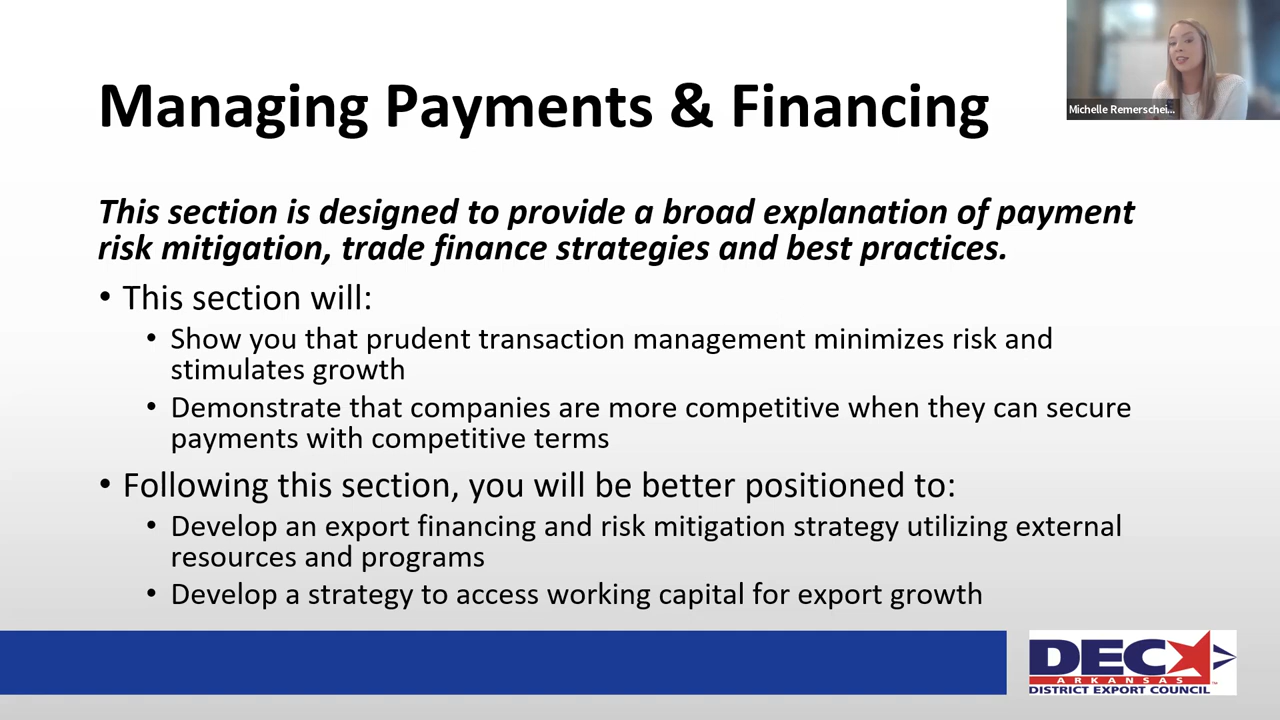 Managing Payments & Financing
Michelle Remerschei...
This section is designed to provide a broad explanation of payment
risk mitigation, trade finance strategies and best practices.
• This section will:
• Show you that prudent transaction management minimizes risk and
stimulates growth
• Demonstrate that companies are more competitive when they can secure
payments with competitive terms
• Following this section, you will be better positioned to:
• Develop an export financing and risk mitigation strategy utilizing external
resources and programs
• Develop a strategy to access working capital for export growth
DEC
ARKANSAS
DISTRICT EXPORT COUNCIL